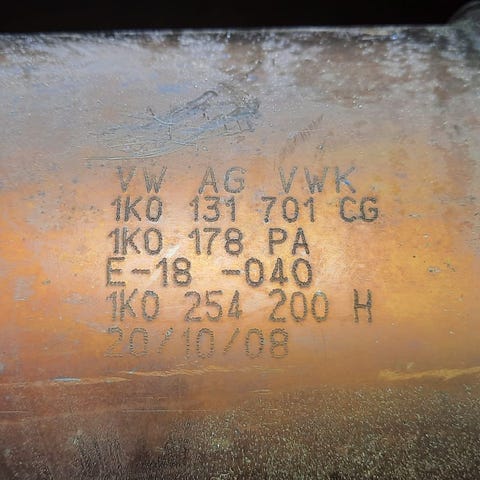 VW AG VWK
1K0 131 701 CG
1K0 178 PA
E-18 -040
1K0 254 200 H
20/10/08